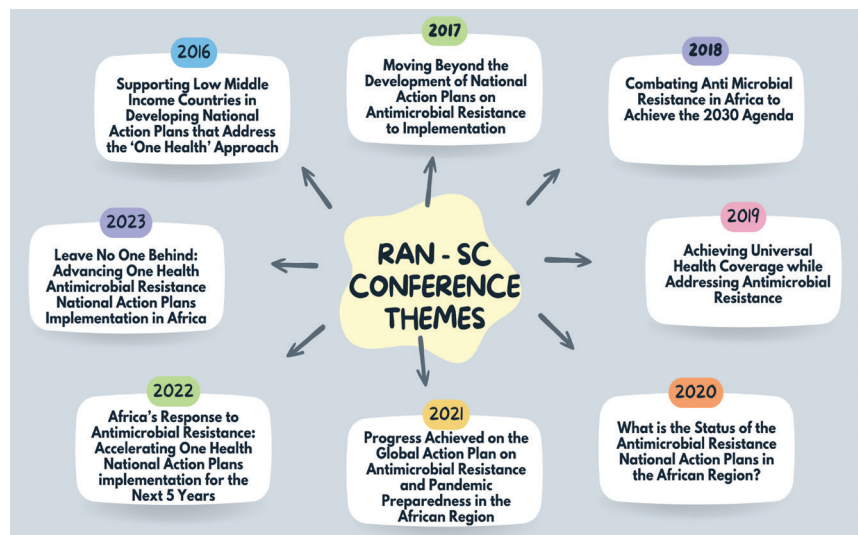 2016
Supporting Low Middle
Income Countries in
Developing National
Action Plans that Address
the ‘One Health’ Approach
2017
Moving Beyond the
Development of National
Action Plans on
Antimicrobial Resistance
to Implementation
2018
Combating Anti Microbial
Resistance in Africa to
Achieve the 2030 Agenda
2023
Leave No One Behind:
Advancing One Health
Antimicrobial Resistance
National Action Plans
Implementation in Africa
RAN - SC
CONFERENCE
THEMES
2019
Achieving Universal
Health Coverage while
Addressing Antimicrobial
Resistance
2022
Africa’s Response to
Antimicrobial Resistance:
Accelerating One Health
National Action Plans
implementation for the
Next 5 Years
2021
Progress Achieved on the
Global Action Plan on
Antimicrobial Resistance
and Pandemic
Preparedness in the
African Region
2020
What is the Status of the
Antimicrobial Resistance
National Action Plans in
the African Region?